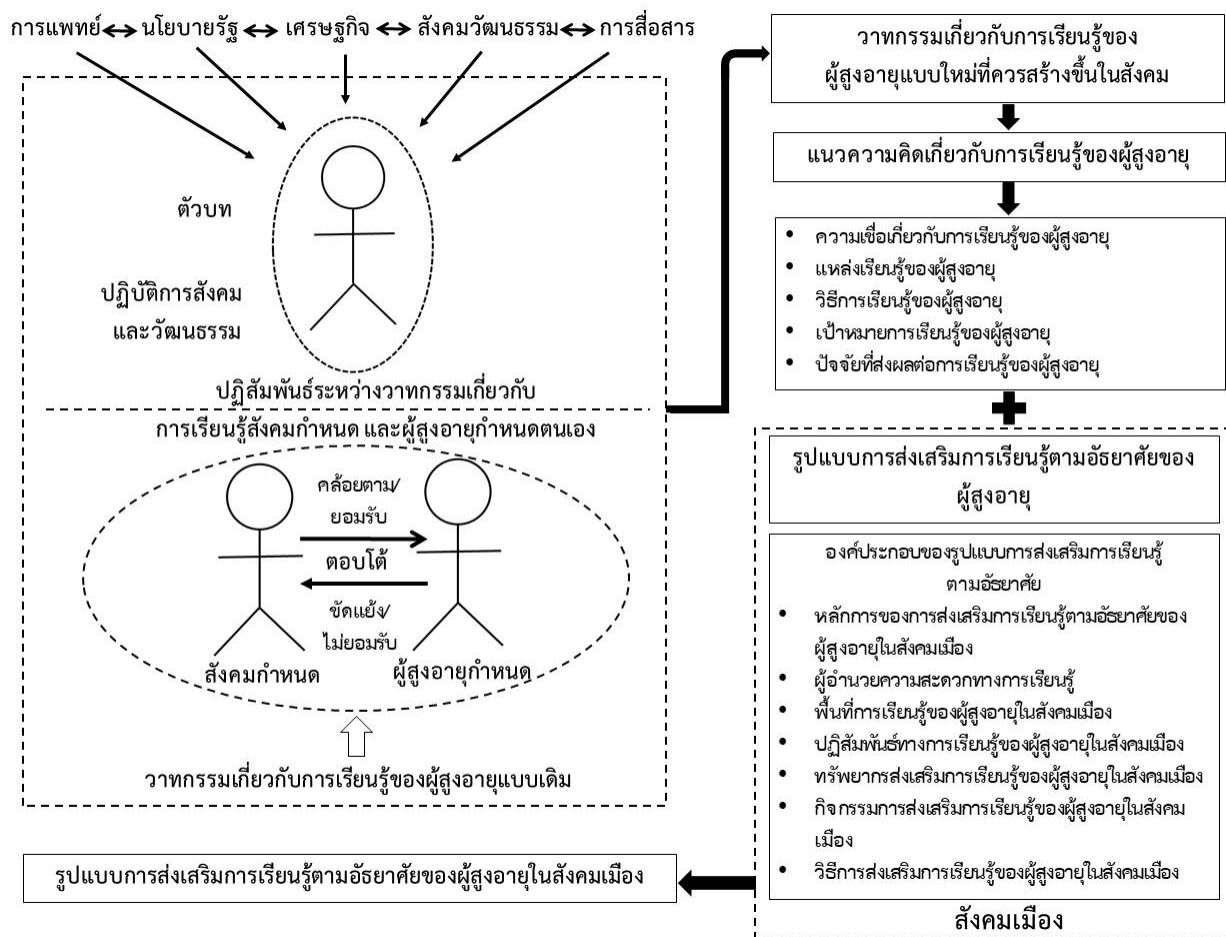 การแพทย์ นโยบายรัฐ เศรษฐกิจ สังคมวัฒนธรรม การสื่อสาร
ตัวบท
ปฏิบัติการสังคม
และวัฒนธรรม
ปฏิสัมพันธ์ระหว่างวาทกรรมเกี่ยวกับ
การเรียนรู้สังคมกำหนด และผู้สูงอายุกำหนดตนเอง
คล้อยตาม/
ยอมรับ
ตอบโต้
ขัดแย้ง/
ไม่ยอมรับ
สังคมกำหนด
ผู้สูงอายุกำหนด
วาทกรรมเกี่ยวกับการเรียนรู้ของผู้สูงอายุแบบเดิม
วาทกรรมเกี่ยวกับการเรียนรู้ของ
ผู้สูงอายุแบบใหม่ที่ควรสร้างขึ้นในสังคม
แนวความคิดเกี่ยวกับการเรียนรู้ของผู้สูงอายุ
• ความเชื่อเกี่ยวกับการเรียนรู้ของผู้สูงอายุ
• แหล่งเรียนรู้ของผู้สูงอายุ
• วิธีการเรียนรู้ของผู้สูงอายุ
• เป้าหมายการเรียนรู้ของผู้สูงอายุ
• ปัจจัยที่ส่งผลต่อการเรียนรู้ของผู้สูงอายุ
รูปแบบการส่งเสริมการเรียนรู้ตามอัธยาศัยของ
ผู้สูงอายุ
องค์ประกอบของรูปแบบการส่งเสริมการเรียนรู้
ตามอัธยาศัย
• หลักการของการส่งเสริมการเรียนรู้ตามอัธยาศัยของ
ผู้สูงอายุในสังคมเมือง
• ผู้อำนวยความสะดวกทางการเรียนรู้
• พื้นที่การเรียนรู้ของผู้สูงอายุในสังคมเมือง
• ปฏิสัมพันธ์ทางการเรียนรู้ของผู้สูงอายุในสังคมเมือง
• ทรัพยากรส่งเสริมการเรียนรู้ของผู้สูงอายุในสังคมเมือง
• กิจกรรมการส่งเสริมการเรียนรู้ของผู้สูงอายุในสังคม
เมือง
• วิธีการส่งเสริมการเรียนรู้ของผู้สูงอายุในสังคมเมือง
สังคมเมือง
รูปแบบการส่งเสริมการเรียนรู้ตามอัธยาศัยของผู้สูงอายุในสังคมเมือง